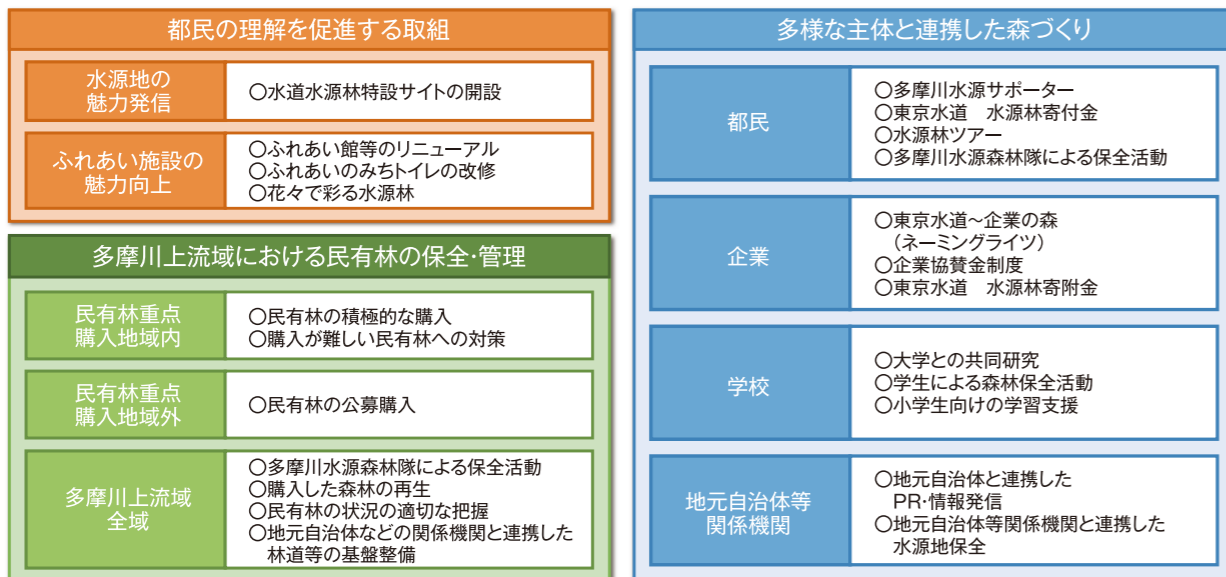 都民の理解を促進する取組
水源地の
魅力発信
○水道水源林特設サイトの開設
ふれあい施設の
魅力向上
○ふれあい館等のリニューアル
○ふれあいのみちトイレの改修
○花々で彩る水源林
多摩川上流域における民有林の保全・管理
民有林重点
購入地域内
○民有林の積極的な購入
○購入が難しい民有林への対策
民有林重点
購入地域外
○民有林の公募購入
多摩川上流域
全域
○多摩川水源森林隊による保全活動
○購入した森林の再生
○民有林の状況の適切な把握
○地元自治体などの関係機関と連携した
林道等の基盤整備
多様な主体と連携した森づくり
都民
○多摩川水源サポーター
○東京水道　水源林寄付金
○水源林ツアー
○多摩川水源森林隊による保全活動
企業
○東京水道～企業の森
（ネーミングライツ）
○企業協賛金制度
○東京水道　水源林寄附金
学校
○大学との共同研究
○学生による森林保全活動
○小学生向けの学習支援
地元自治体等
関係機関
○地元自治体と連携した
PR・情報発信
○地元自治体等関係機関と連携した
水源地保全